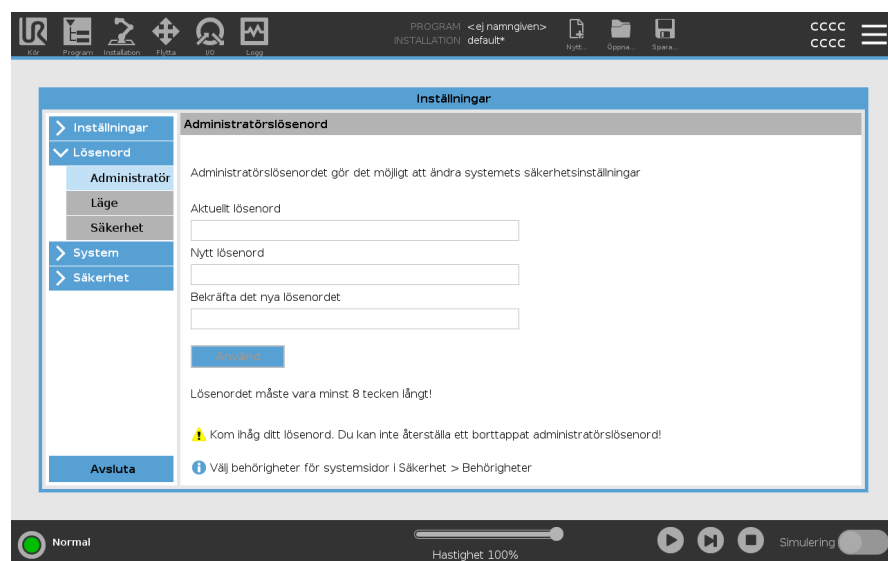 PROGRAM <ej namngiven>
INSTALLATION default*
UR
Kör
Program
Installation
Flytta
I/O
Logg
Nytt...
Öppna...
Spara...
cccc
cccc
Inställningar
Inställningar
Lösenord
Administratör
Läge
Säkerhet
System
Säkerhet
Avsluta
Administratörslösenord
Administratörslösenordet gör det möjligt att ändra systemets säkerhetsinställningar
Aktuellt lösenord
Nytt lösenord
Bekräfta det nya lösenordet
Använd
Lösenordet måste vara minst 8 tecken långt!
Kom ihåg ditt lösenord. Du kan inte återställa ett borttappat administratörslösenord!
Välj behörigheter för systemsidor i Säkerhet > Behörigheter
Normal
Hastighet 100%
Simulering